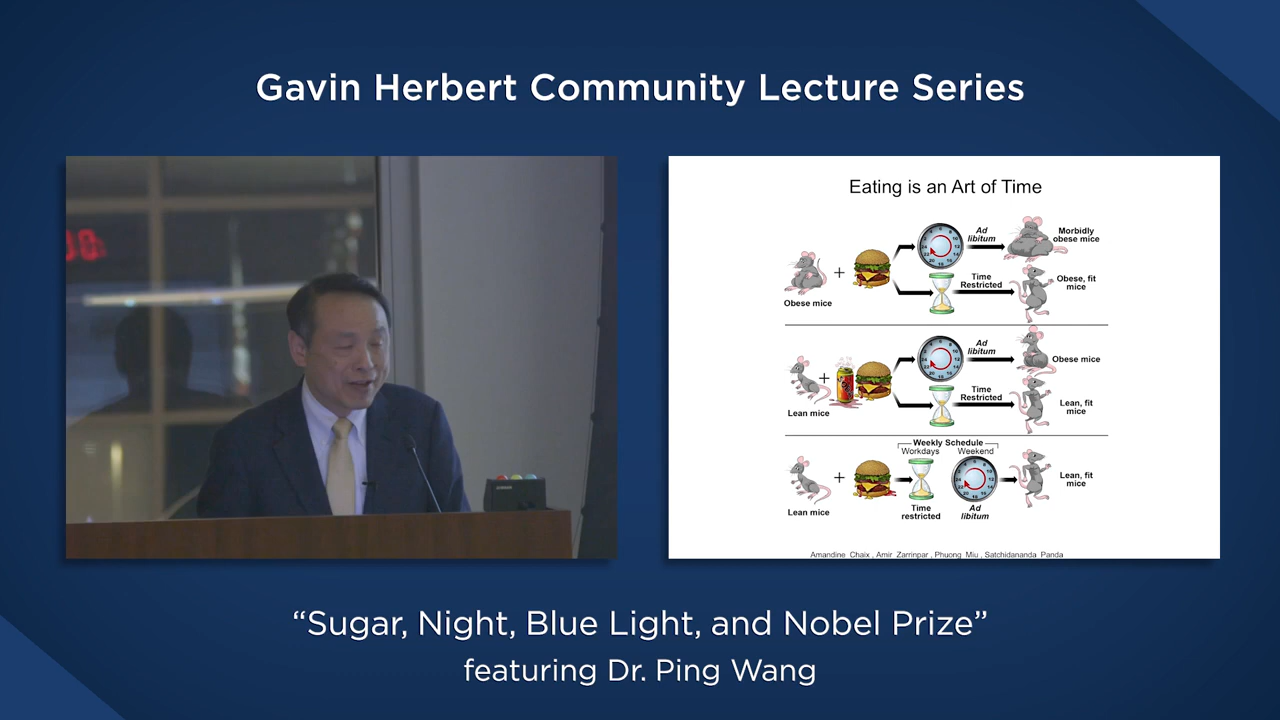 Gavin Herbert Community Lecture Series
Eating is an Art of Time
Ad
libitum
Morbidly
obese mice
Obese mice
Time
Restricted
Obese, fit
mice
Ad
libitum
Obese mice
Lean mice
Time
Restricted
Lean, fit
mice
Weekly Schedule
Workdays
Weekend
Lean mice
Time
restricted
Ad
libitum
Lean, fit
mice
Amandine Chaix , Amir Zarrinpar , Phuong Miu , Satchidananda Panda
“Sugar, Night, Blue Light, and Nobel Prize”
featuring Dr. Ping Wang